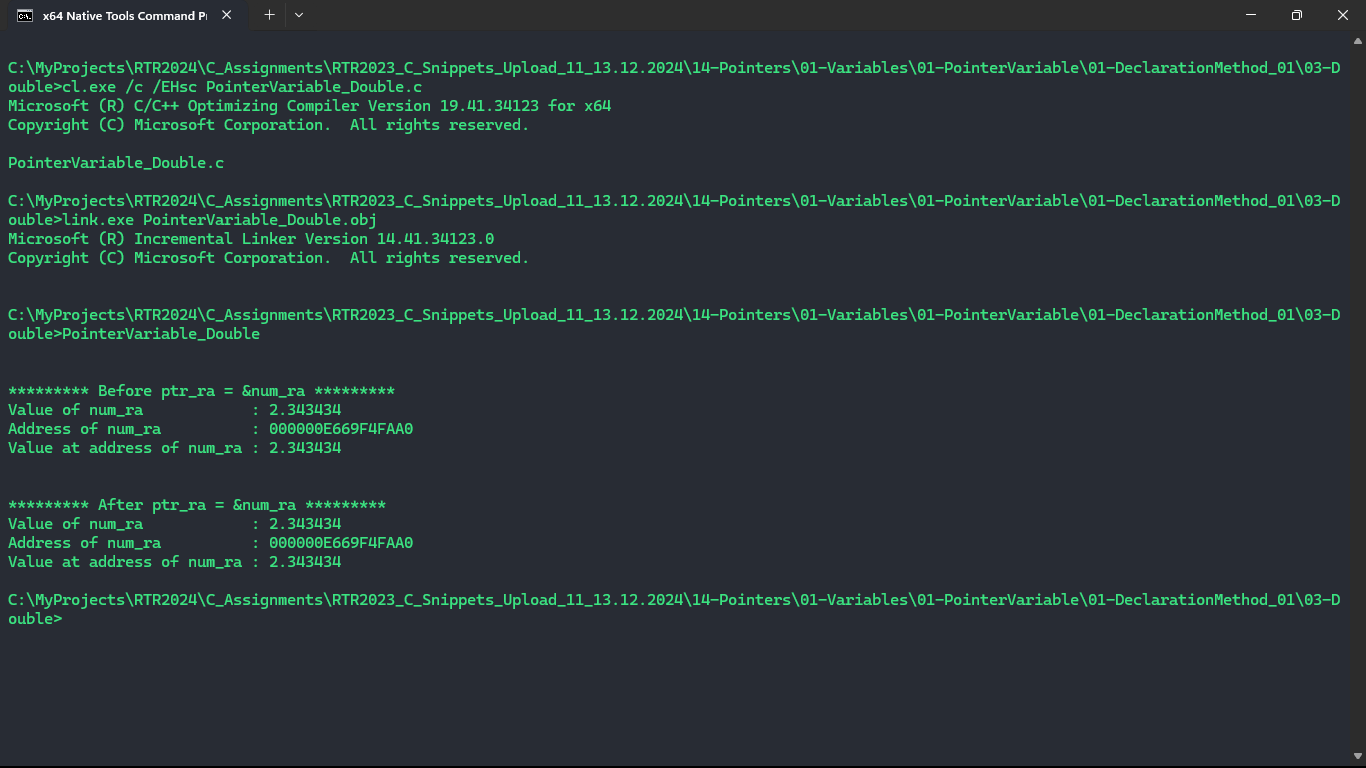 x64 Native Tools Command Pr
C:\MyProjects\RTR2024\C_Assignments\RTR2023_C_Snippets_Upload_11_13.12.2024\14-Pointers\01-Variables\01-PointerVariable\01-DeclarationMethod_01\03-D
ouble>cl.exe /c /EHsc PointerVariable_Double.c
Microsoft (R) C/C++ Optimizing Compiler Version 19.41.34123 for x64
Copyright (C) Microsoft Corporation.  All rights reserved.
PointerVariable_Double.c
C:\MyProjects\RTR2024\C_Assignments\RTR2023_C_Snippets_Upload_11_13.12.2024\14-Pointers\01-Variables\01-PointerVariable\01-DeclarationMethod_01\03-D
ouble>link.exe PointerVariable_Double.obj
Microsoft (R) Incremental Linker Version 14.41.34123.0
Copyright (C) Microsoft Corporation.  All rights reserved.
C:\MyProjects\RTR2024\C_Assignments\RTR2023_C_Snippets_Upload_11_13.12.2024\14-Pointers\01-Variables\01-PointerVariable\01-DeclarationMethod_01\03-D
ouble>PointerVariable_Double
********* Before ptr_ra = &num_ra *********
Value of num_ra            : 2.343434
Address of num_ra          : 000000E669F4FAA0
Value at address of num_ra : 2.343434
********* After ptr_ra = &num_ra *********
Value of num_ra            : 2.343434
Address of num_ra          : 000000E669F4FAA0
Value at address of num_ra : 2.343434
C:\MyProjects\RTR2024\C_Assignments\RTR2023_C_Snippets_Upload_11_13.12.2024\14-Pointers\01-Variables\01-PointerVariable\01-DeclarationMethod_01\03-D
ouble>